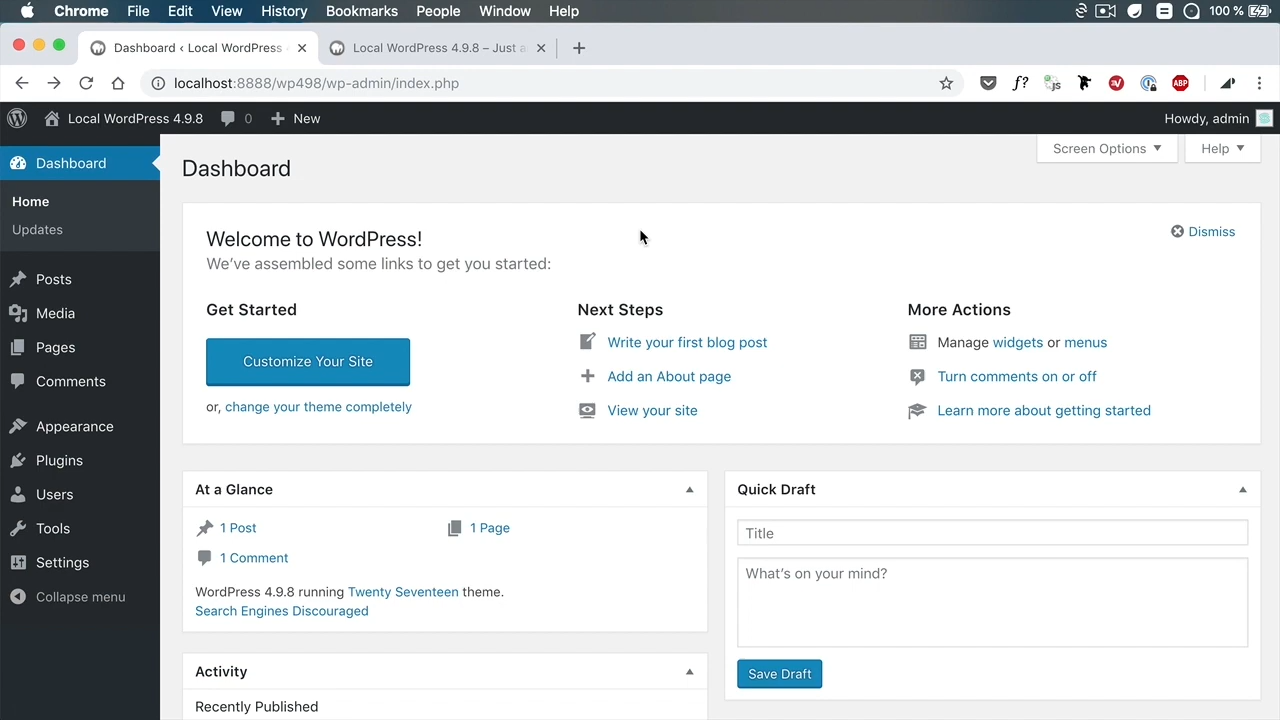 Chrome File Edit View History Bookmarks People Window Help 100 %
Dashboard ‹ Local WordPress Local WordPress 4.9.8 – Just a
localhost:8888/wp498/wp-admin/index.php f? js ABP
Local WordPress 4.9.8 0 New Howdy, admin
Dashboard
Home
Updates
Posts
Media
Pages
Comments
Appearance
Plugins
Users
Tools
Settings
Collapse menu
Screen Options Help
Dashboard
Welcome to WordPress!
We've assembled some links to get you started:
Dismiss
Get Started
Customize Your Site
or, change your theme completely
Next Steps
Write your first blog post
Add an About page
View your site
More Actions
Manage widgets or menus
Turn comments on or off
Learn more about getting started
At a Glance
1 Post 1 Page
1 Comment
WordPress 4.9.8 running Twenty Seventeen theme.
Search Engines Discouraged
Activity
Recently Published
Quick Draft
Title
What's on your mind?
Save Draft